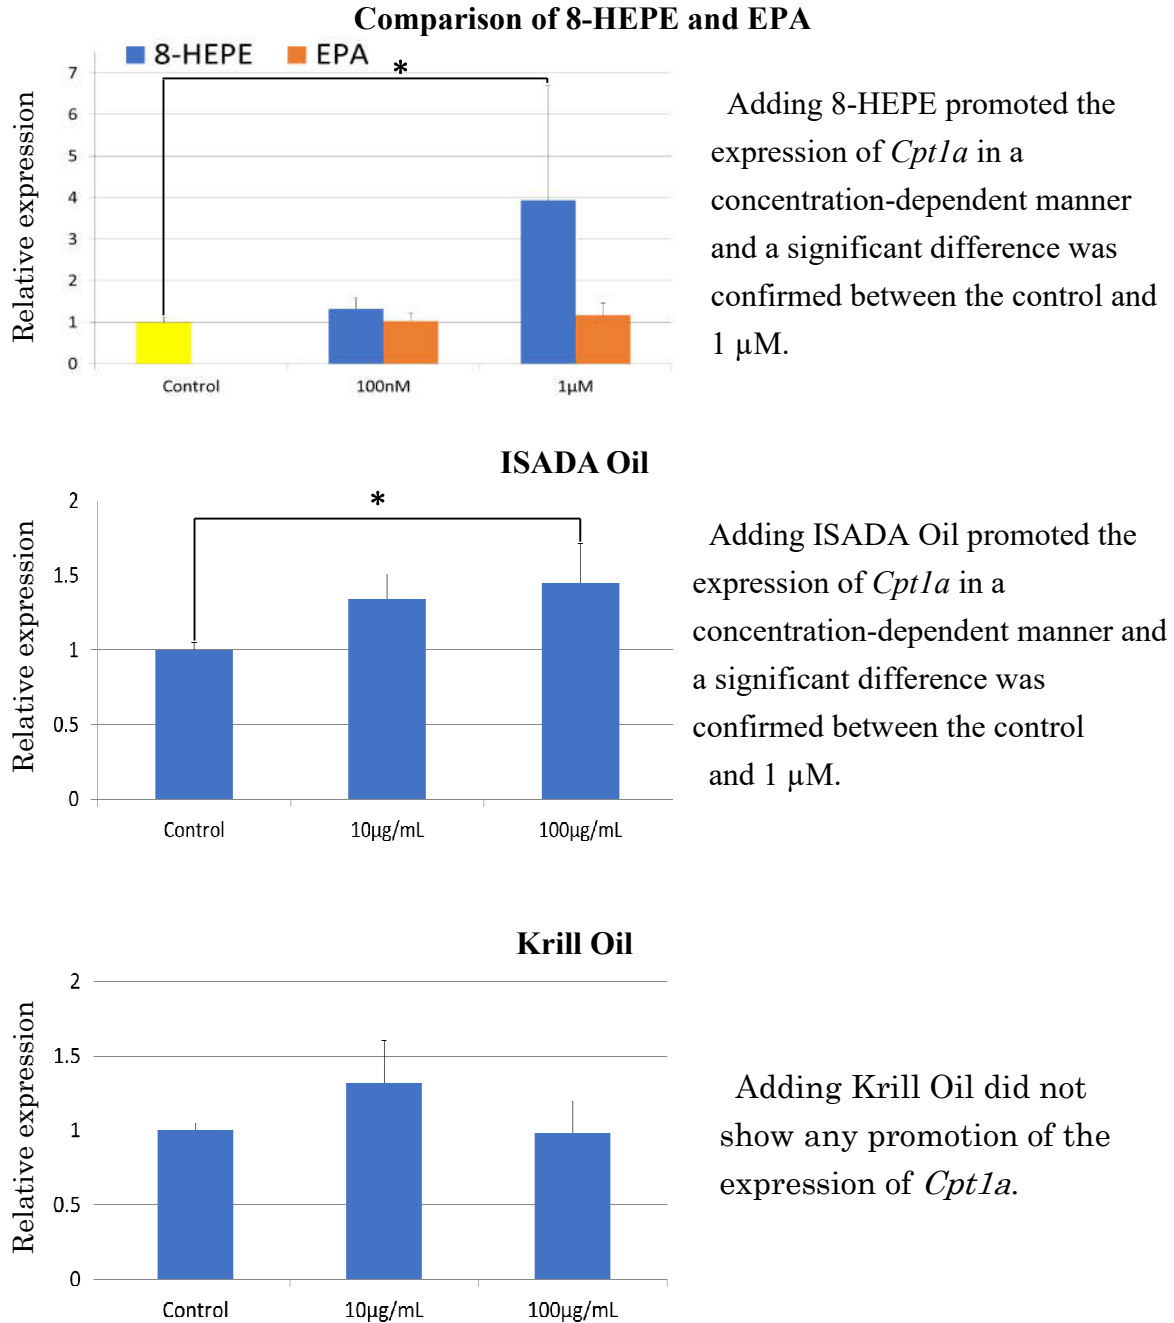 Comparison of 8-HEPE and EPA
8-HEPE EPA
*
7
6
5
4
3
2
1
0
Relative expression
Control 100nM 1µM
Adding 8-HEPE promoted the
expression of Cpt1a in a
concentration-dependent manner
and a significant difference was
confirmed between the control and
1 µM.
ISADA Oil
*
2
1.5
1
0.5
0
Relative expression
Control 10µg/mL 100µg/mL
Adding ISADA Oil promoted the
expression of Cpt1a in a
concentration-dependent manner and
a significant difference was
confirmed between the control
and 1 µM.
Krill Oil
2
1.5
1
0.5
0
Relative expression
Control 10µg/mL 100µg/mL
Adding Krill Oil did not
show any promotion of the
expression of Cpt1a.